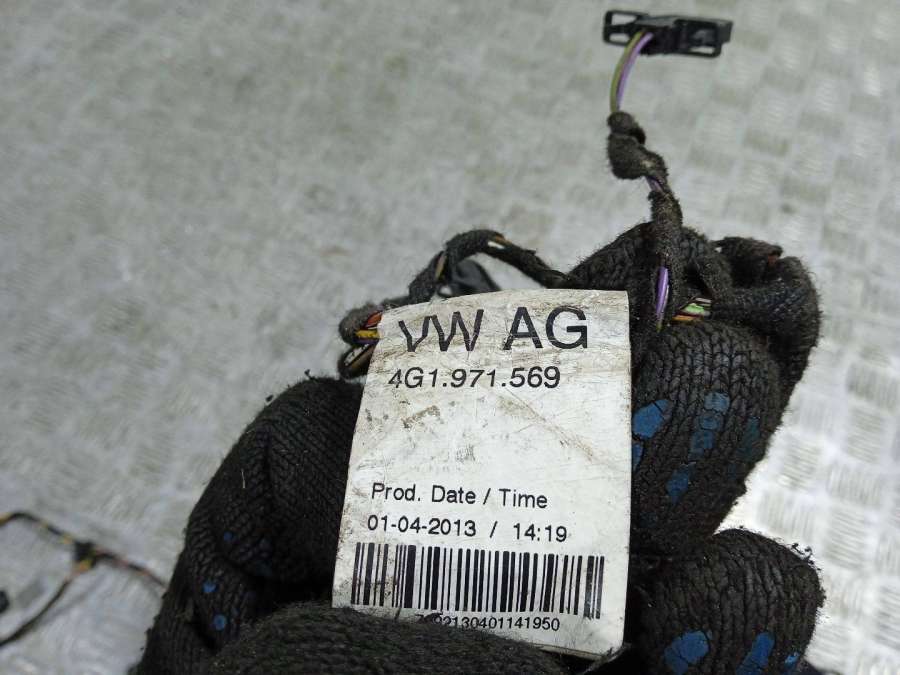 VW AG
4G1.971.569
Prod. Date / Time
01-04-2013 / 14:19